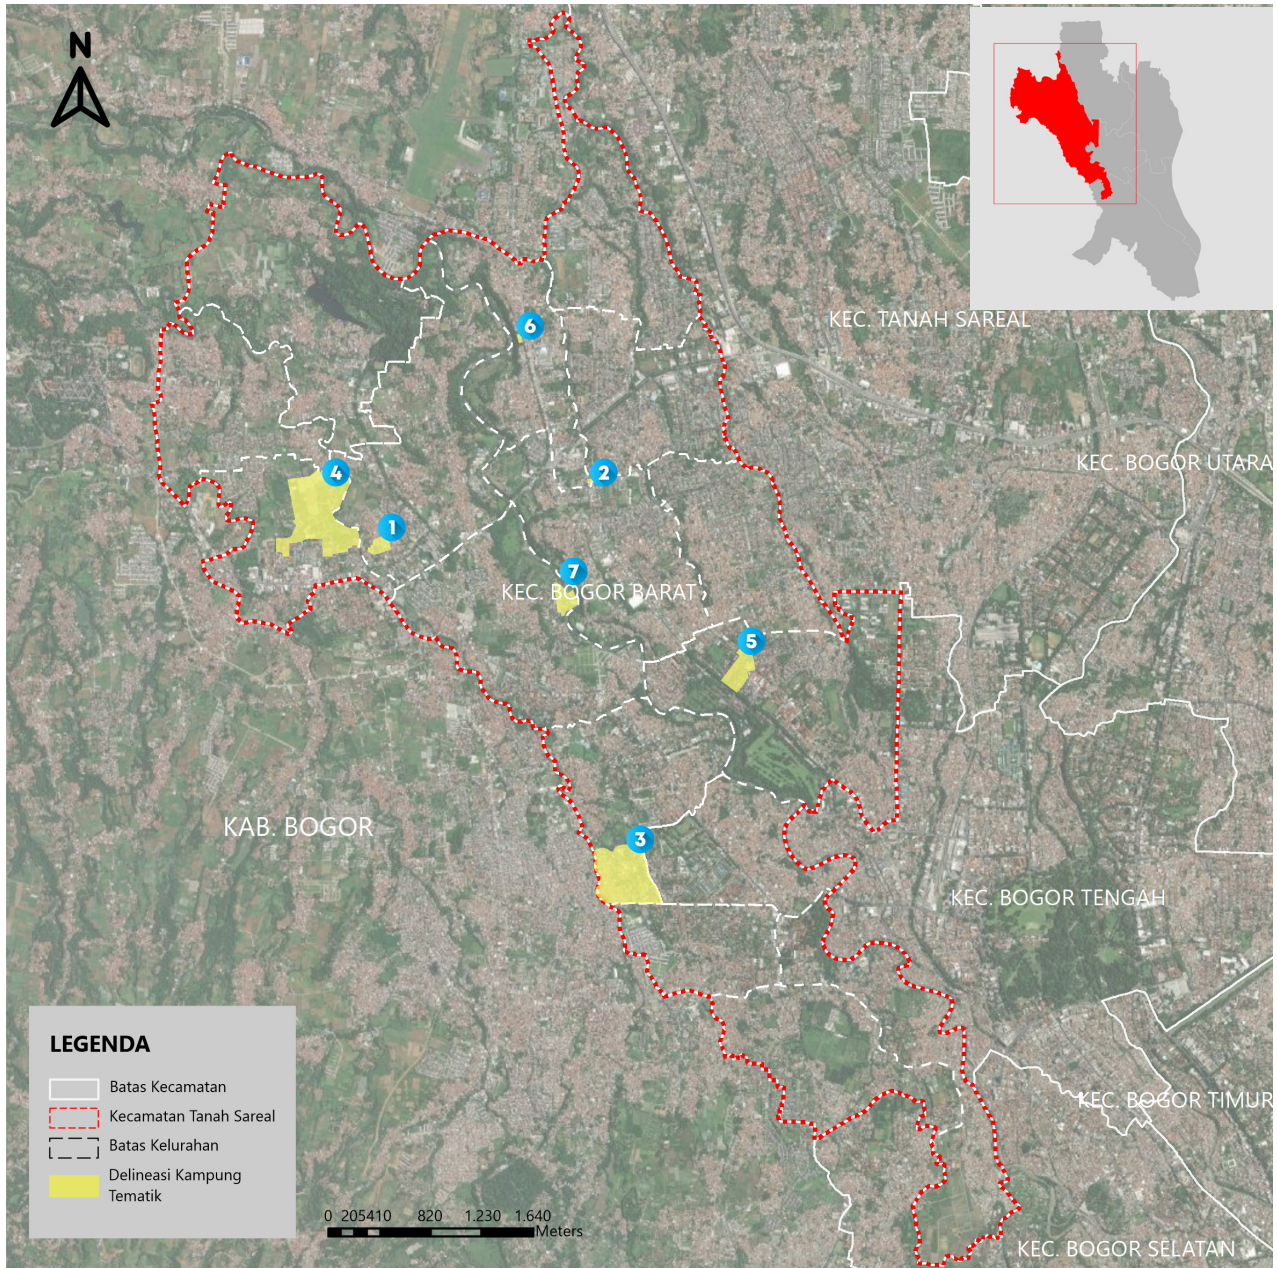 N
KEC. TANAH SAREAL
6
KEC. BOGOR UTARA
4
2
1
7
KEC. BOGOR BARAT
5
KAB. BOGOR
3
KEC. BOGOR TENGAH
LEGENDA
Batas Kecamatan
Kecamatan Tanah Sareal
Batas Kelurahan
Delineasi Kampung
Tematik
KEC. BOGOR TIMUR
0 205410 820 1.230 1.640
Meters
KEC. BOGOR SELATAN